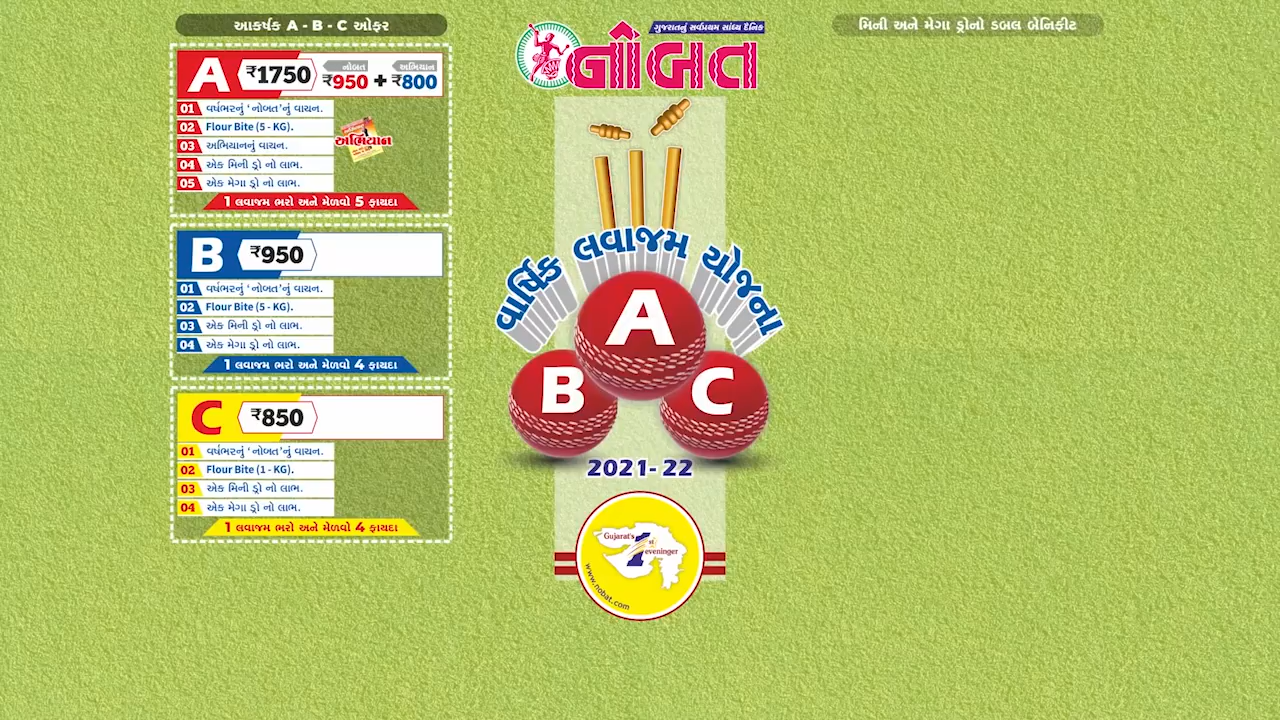 આકર્ષક A - B - C ઓફર
A ₹1750 નોબત ₹950 + અભિયાન ₹800
01 વર્ષભરનું 'નોબત'નું વાચન.
02 Flour Bite (5 - KG).
03 અભિયાનનું વાચન.
04 એક મિની ડ્રો નો લાભ.
05 એક મેગા ડ્રો નો લાભ.
અભિયાન
1 લવાજમ ભરો અને મેળવો 5 ફાયદા
B ₹950
01 વર્ષભરનું 'નોબત'નું વાચન.
02 Flour Bite (5 - KG).
03 એક મિની ડ્રો નો લાભ.
04 એક મેગા ડ્રો નો લાભ.
1 લવાજમ ભરો અને મેળવો 4 ફાયદા
C ₹850
01 વર્ષભરનું 'નોબત'નું વાચન.
02 Flour Bite (1 - KG).
03 એક મિની ડ્રો નો લાભ.
04 એક મેગા ડ્રો નો લાભ.
1 લવાજમ ભરો અને મેળવો 4 ફાયદા
ગુજરાતનું સર્વપ્રથમ સાંધ્ય દૈનિક
નોબત
વાર્ષિક લવાજમ યોજના
A
B C
2021- 22
Gujarat's 1st eveninger
www.nobat.com
મિની અને મેગા ડ્રોનો ડબલ બેનિફીટ